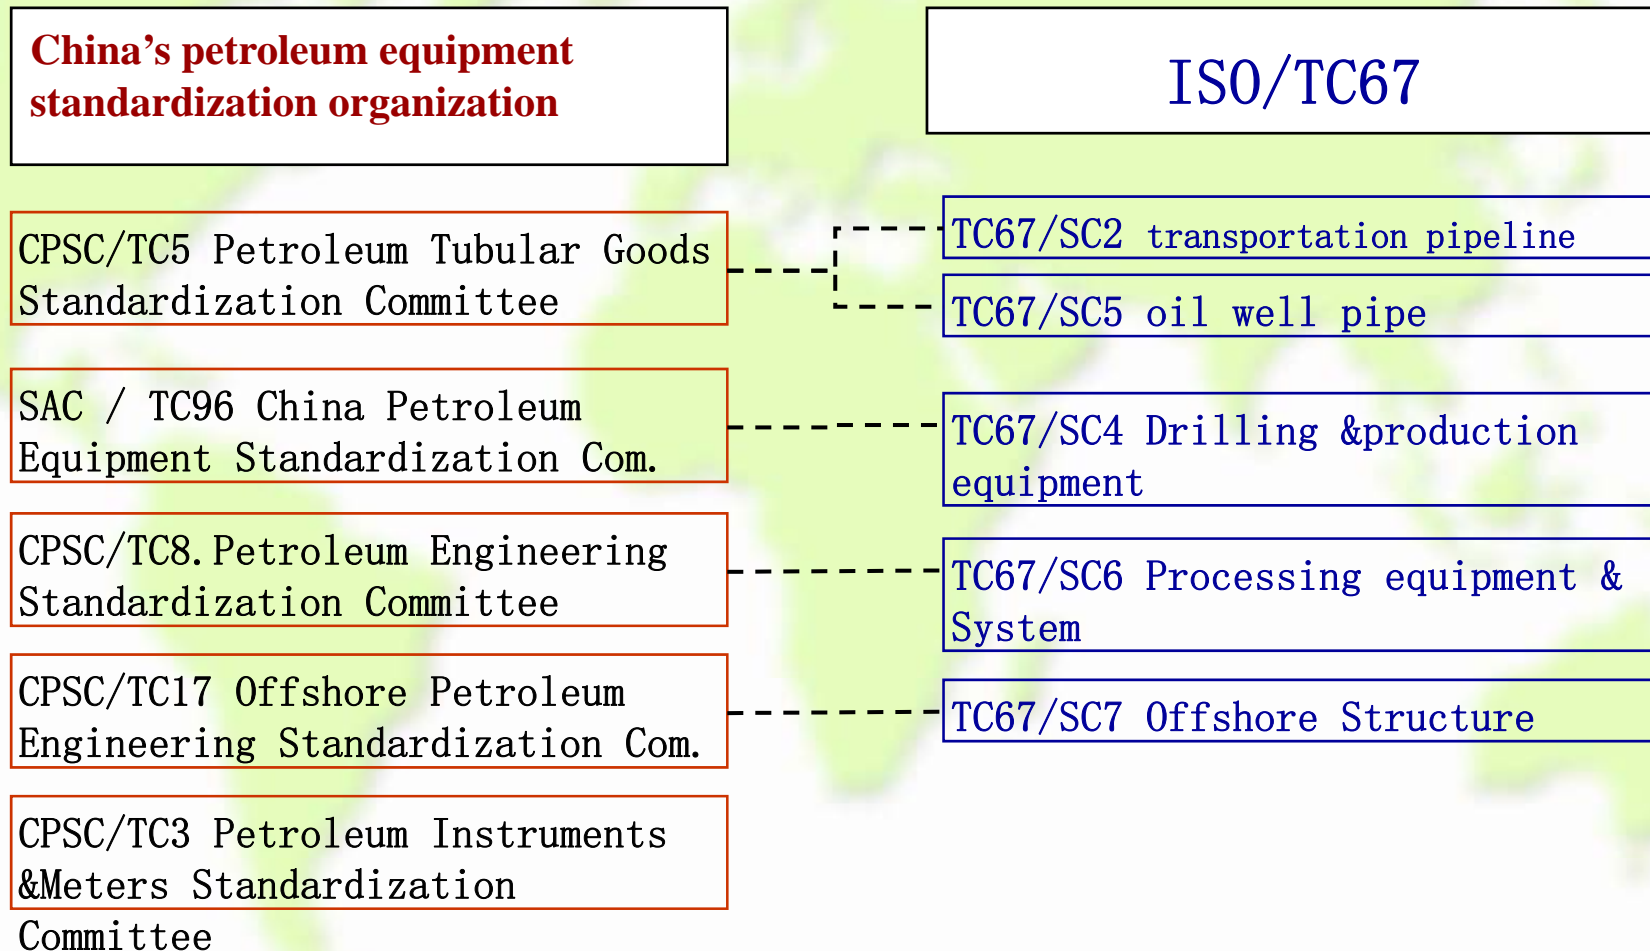 China’s petroleum equipment
standardization organization
ISO/TC67
CPSC/TC5 Petroleum Tubular Goods
Standardization Committee
TC67/SC2 transportation pipeline
TC67/SC5 oil well pipe
SAC / TC96 China Petroleum
Equipment Standardization Com.
TC67/SC4 Drilling &production
equipment
CPSC/TC8.Petroleum Engineering
Standardization Committee
TC67/SC6 Processing equipment &
System
CPSC/TC17 Offshore Petroleum
Engineering Standardization Com.
TC67/SC7 Offshore Structure
CPSC/TC3 Petroleum Instruments
&Meters Standardization
Committee